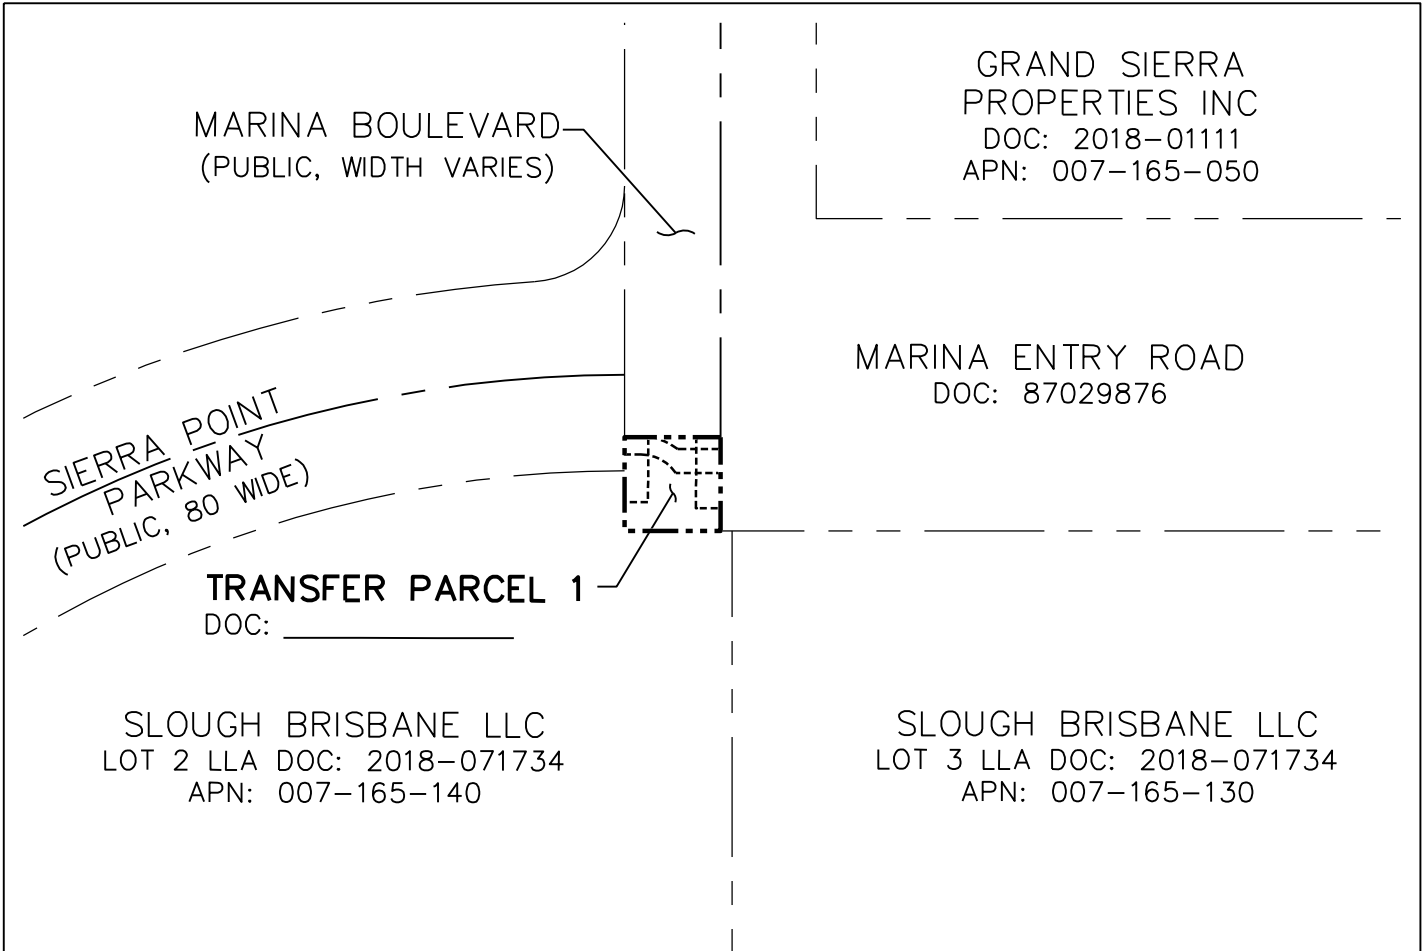 GRAND SIERRA
PROPERTIES INC
DOC: 2018-01111
APN: 007-165-050
MARINA BOULEVARD
(PUBLIC, WIDTH VARIES)
MARINA ENTRY ROAD
DOC: 87029876
SIERRA POINT
PARKWAY
(PUBLIC, 80 WIDE)
TRANSFER PARCEL 1
DOC:
SLOUGH BRISBANE LLC
LOT 2 LLA DOC: 2018-071734
APN: 007-165-140
SLOUGH BRISBANE LLC
LOT 3 LLA DOC: 2018-071734
APN: 007-165-130